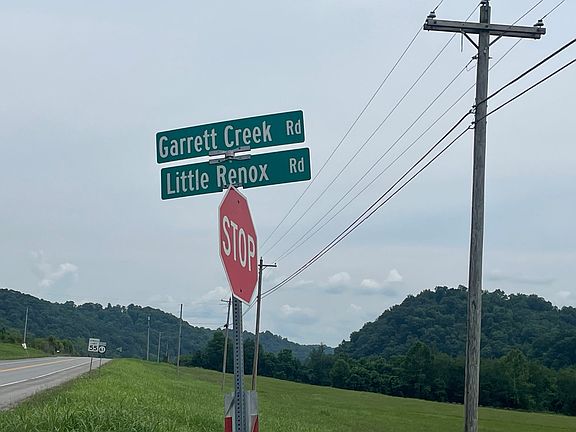 Garrett Creek Rd
Little Renox Rd
STOP
55